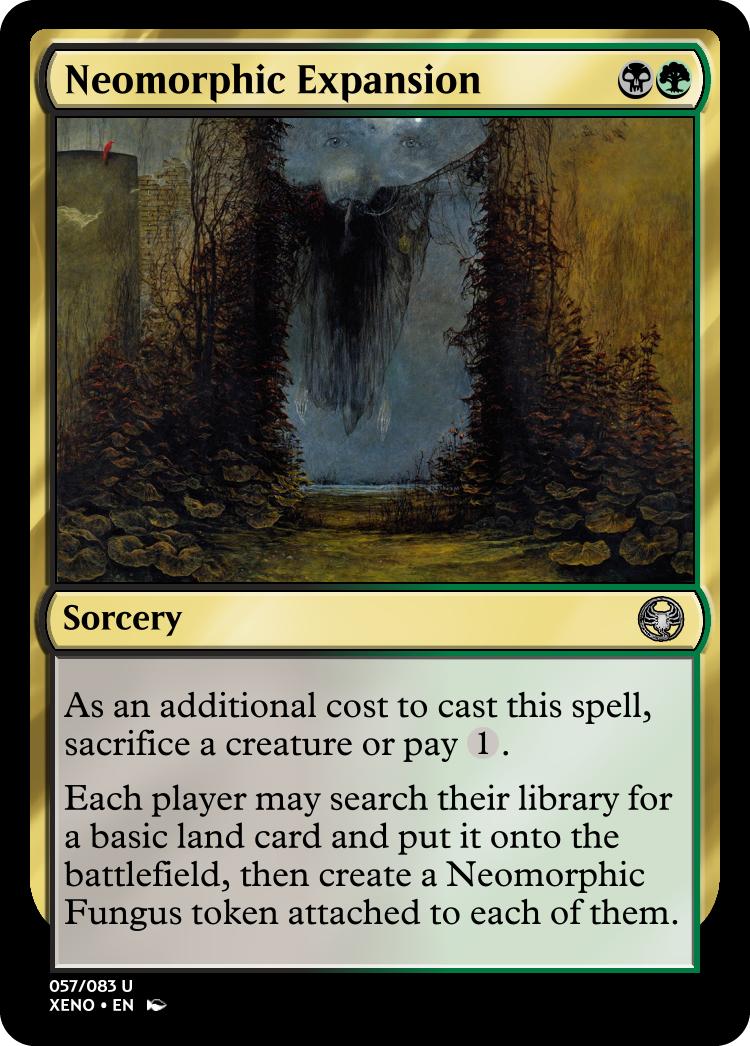 Neomorphic Expansion
Sorcery
As an additional cost to cast this spell,
sacrifice a creature or pay 1.
Each player may search their library for
a basic land card and put it onto the
battlefield, then create a Neomorphic
Fungus token attached to each of them.
057/083 U
XENO • EN